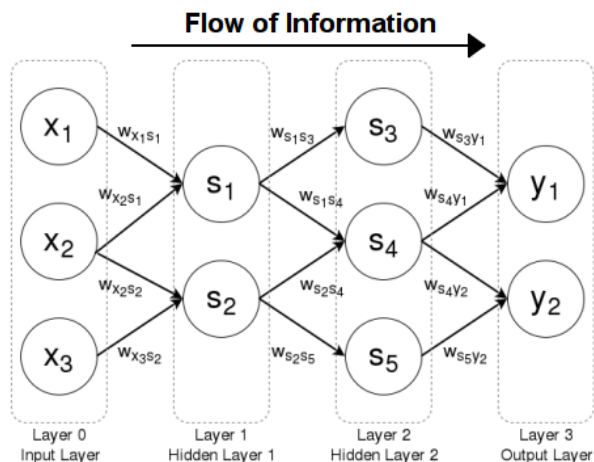 Flow of Information
x1
x2
x3
wx1s1
wx2s1
wx2s2
wx3s2
s1
s2
ws1s3
ws1s4
ws2s4
ws2s5
s3
s4
s5
ws3y1
ws4y1
ws4y2
ws5y2
y1
y2
Layer 0
Input Layer
Layer 1
Hidden Layer 1
Layer 2
Hidden Layer 2
Layer 3
Output Layer